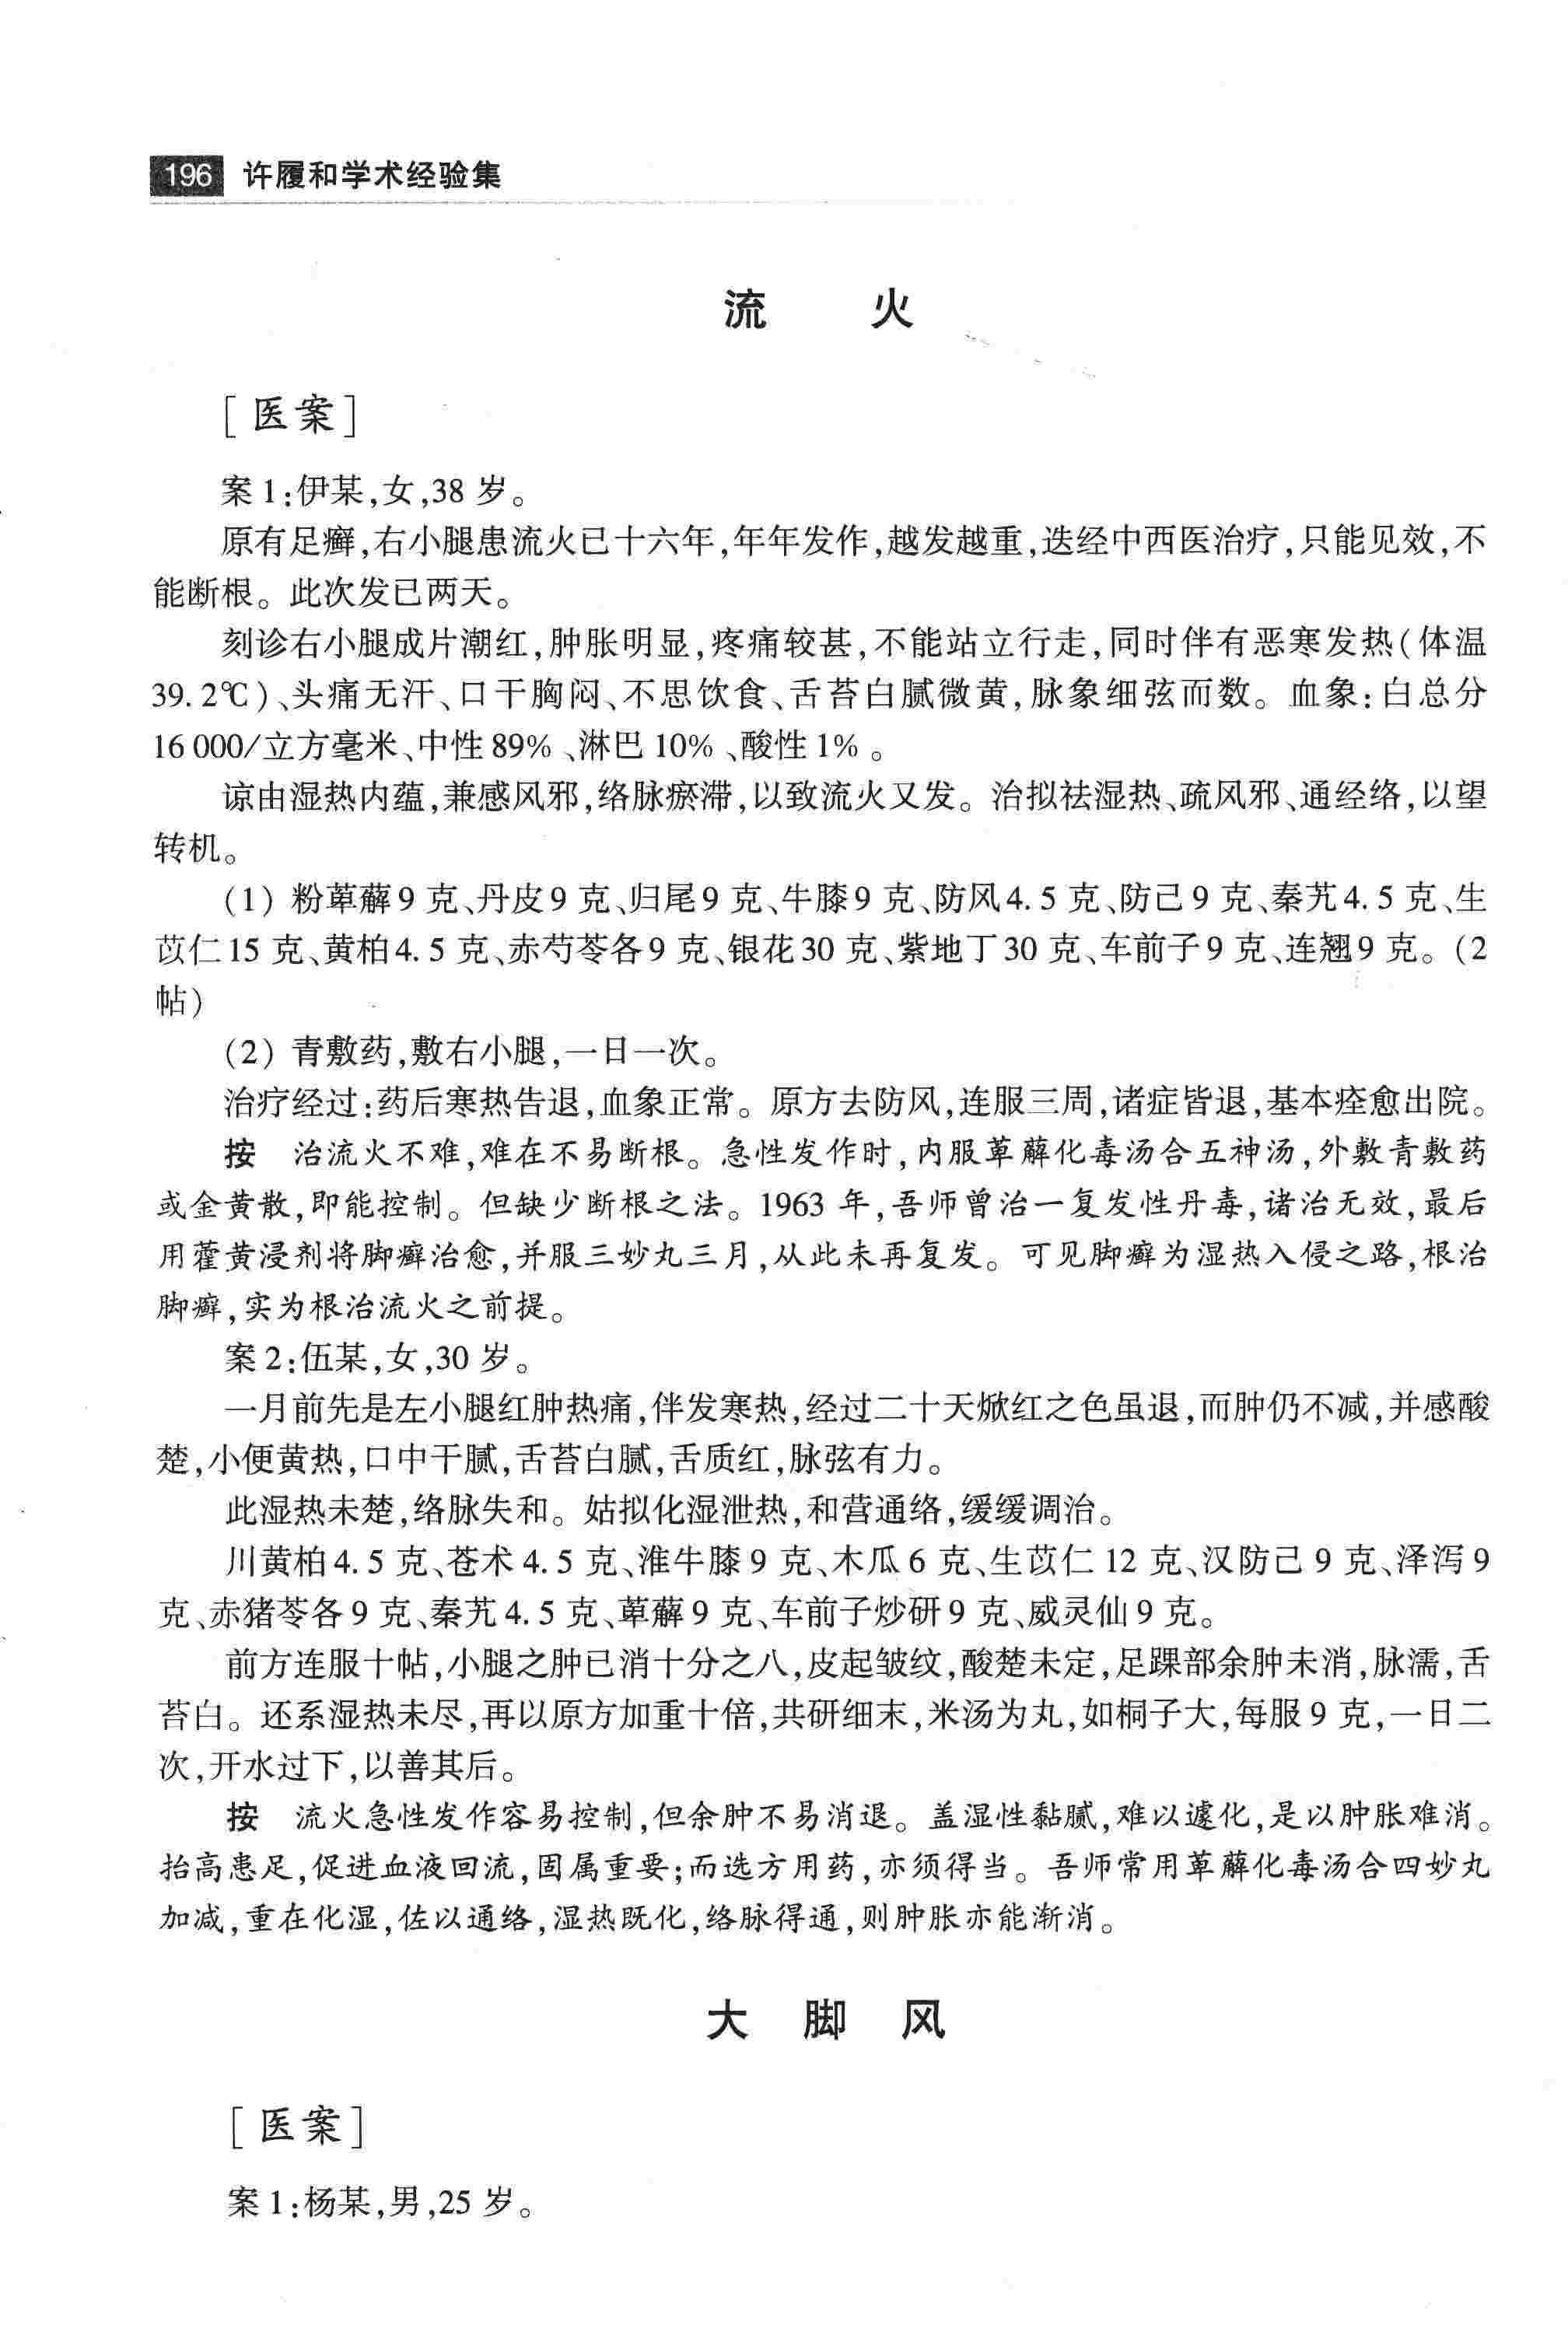 196 许履和学术经验集
流 火
[医案]
案1:伊某,女,38岁。
原有足癣,右小腿患流火已十六年,年年发作,越发越重,迭经中西医治疗,只能见效,不
能断根。此次发已两天。
刻诊右小腿成片潮红,肿胀明显,疼痛较甚,不能站立行走,同时伴有恶寒发热(体温
39.2℃)、头痛无汗、口干胸闷、不思饮食、舌苔白腻微黄,脉象细弦而数。血象:白总分
16 000/立方毫米、中性89%、淋巴10%、酸性1%。
谅由湿热内蕴,兼感风邪,络脉瘀滞,以致流火又发。治拟祛湿热、疏风邪、通经络,以望
转机。
(1) 粉萆薢9克、丹皮9克、归尾9克、牛膝9克、防风4.5克、防己9克、秦艽4.5克、生
苡仁15克、黄柏4.5克、赤芍苓各9克、银花30克、紫地丁30克、车前子9克、连翘9克。(2
帖)
(2) 青敷药,敷右小腿,一日一次。
治疗经过:药后寒热告退,血象正常。原方去防风,连服三周,诸症皆退,基本痊愈出院。
按 治流火不难,难在不易断根。急性发作时,内服萆薢化毒汤合五神汤,外敷青敷药
或金黄散,即能控制。但缺少断根之法。1963年,吾师曾治一复发性丹毒,诸治无效,最后
用藿黄浸剂将脚癣治愈,并服三妙丸三月,从此未再复发。可见脚癣为湿热入侵之路,根治
脚癣,实为根治流火之前提。
案2:伍某,女,30岁。
一月前先是左小腿红肿热痛,伴发寒热,经过二十天焮红之色虽退,而肿仍不减,并感酸
楚,小便黄热,口中干腻,舌苔白腻,舌质红,脉弦有力。
此湿热未楚,络脉失和。姑拟化湿泄热,和营通络,缓缓调治。
川黄柏4.5克、苍术4.5克、淮牛膝9克、木瓜6克、生苡仁12克、汉防己9克、泽泻9
克、赤猪苓各9克、秦艽4.5克、萆薢9克、车前子炒研9克、威灵仙9克。
前方连服十帖,小腿之肿已消十分之八,皮起皱纹,酸楚未定,足踝部余肿未消,脉濡,舌
苔白。还系湿热未尽,再以原方加重十倍,共研细末,米汤为丸,如桐子大,每服9克,一日二
次,开水过下,以善其后。
按 流火急性发作容易控制,但余肿不易消退。盖湿性黏腻,难以遽化,是以肿胀难消。
抬高患足,促进血液回流,固属重要;而选方用药,亦须得当。吾师常用萆薢化毒汤合四妙丸
加减,重在化湿,佐以通络,湿热既化,络脉得通,则肿胀亦能渐消。
大 脚 风
[医案]
案1:杨某,男,25岁。